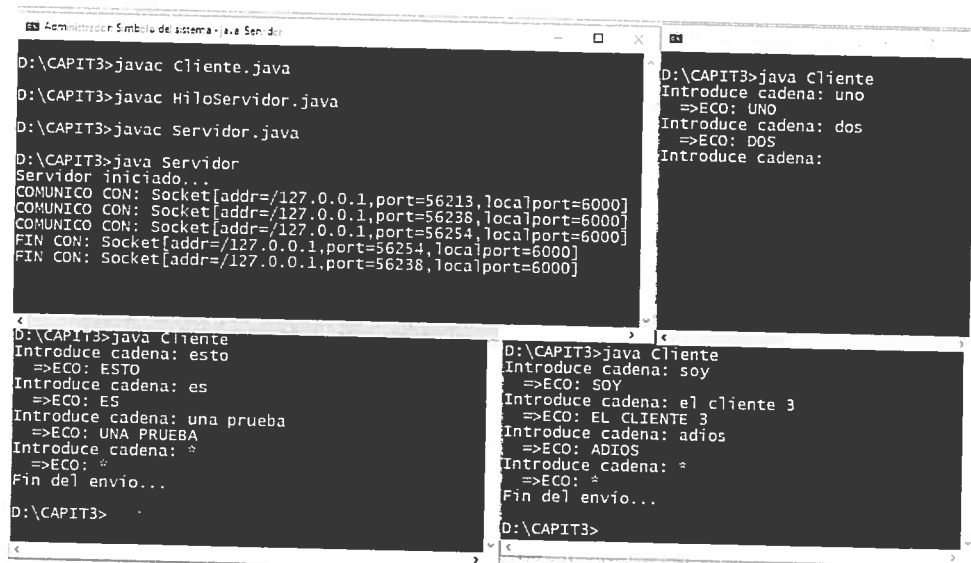 Administrador: Símbolo del sistema - java Servidor
D:\CAPIT3>javac Cliente.java
D:\CAPIT3>javac HiloServidor.java
D:\CAPIT3>javac Servidor.java
D:\CAPIT3>java Servidor
Servidor iniciado...
COMUNICO CON: Socket[addr=/127.0.0.1,port=56213,localport=6000]
COMUNICO CON: Socket[addr=/127.0.0.1,port=56238,localport=6000]
COMUNICO CON: Socket[addr=/127.0.0.1,port=56254,localport=6000]
FIN CON: Socket[addr=/127.0.0.1,port=56254,localport=6000]
FIN CON: Socket[addr=/127.0.0.1,port=56238,localport=6000]
D:\CAPIT3>java Cliente
Introduce cadena: uno
=>ECO: UNO
Introduce cadena: dos
=>ECO: DOS
Introduce cadena:
D:\CAPIT3>java Cliente
Introduce cadena: esto
=>ECO: ESTO
Introduce cadena: es
=>ECO: ES
Introduce cadena: una prueba
=>ECO: UNA PRUEBA
Introduce cadena: *
=>ECO: *
Fin del envio...
D:\CAPIT3>
D:\CAPIT3>java Cliente
Introduce cadena: soy
=>ECO: SOY
Introduce cadena: el cliente 3
=>ECO: EL CLIENTE 3
Introduce cadena: adios
=>ECO: ADIOS
Introduce cadena: *
=>ECO: *
Fin del envio...
D:\CAPIT3>